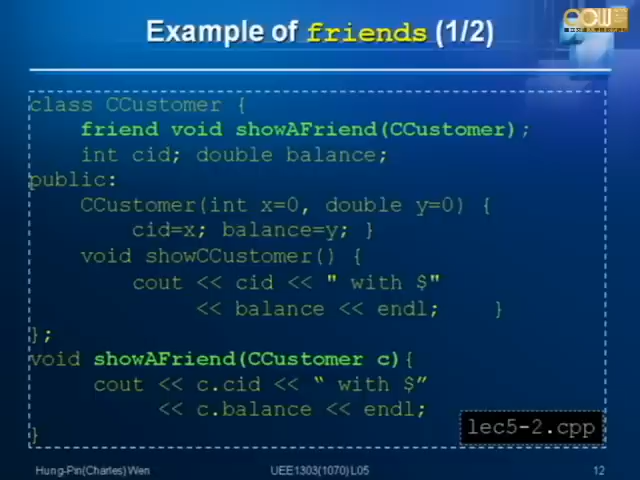 Example of friends (1/2)
class CCustomer {
friend void showAFriend(CCustomer);
int cid; double balance;
public:
CCustomer(int x=0, double y=0) {
cid=x; balance=y; }
void showCCustomer() {
cout << cid << " with $"
<< balance << endl; }
};
void showAFriend(CCustomer c){
cout << c.cid << “ with $”
<< c.balance << endl;
}
lec5-2.cpp
Hung-Pin(Charles) Wen
UEE1303(1070) L05
12